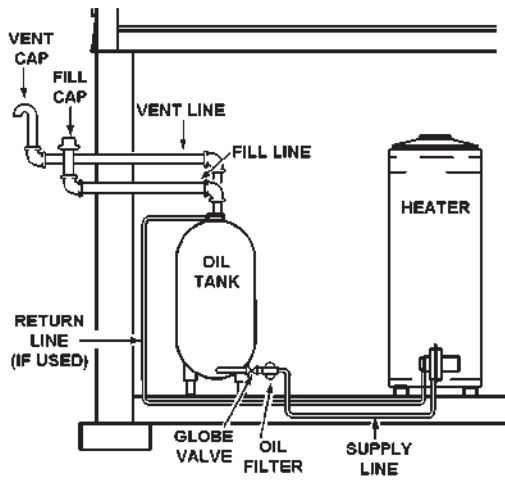 VENT
CAP
FILL
CAP
VENT LINE
FILL LINE
HEATER
OIL
TANK
RETURN
LINE
(IF USED)
GLOBE
VALVE
OIL
FILTER
SUPPLY
LINE